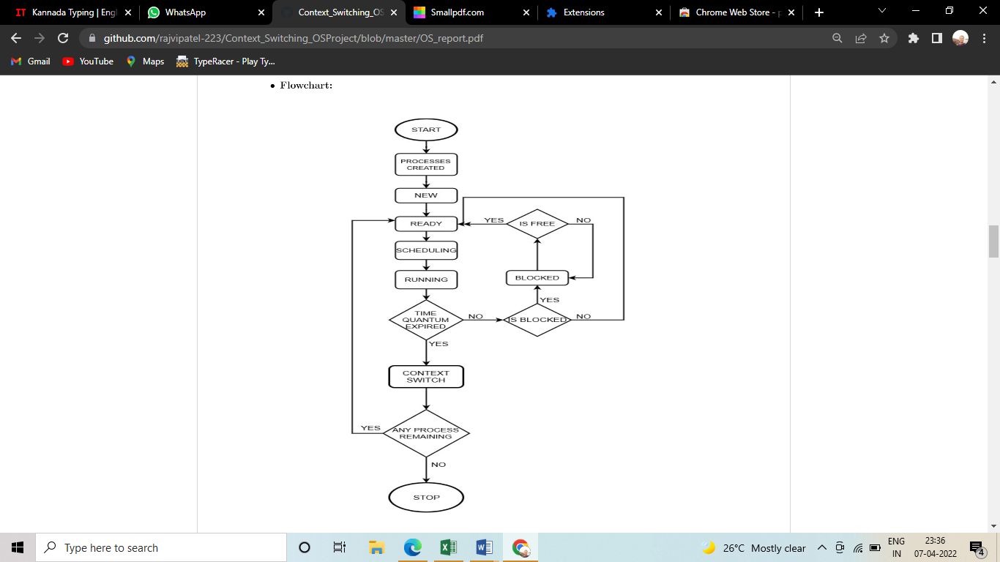 IT Kannada Typing | Engl
WhatsApp
Context_Switching_OS
Smallpdf.com
Extensions
Chrome Web Store - p
github.com/rajvipatel-223/Context_Switching_OSProject/blob/master/OS_report.pdf
Gmail
YouTube
Maps
TypeRacer - Play Ty...
• Flowchart:
START
PROCESSES
CREATED
NEW
READY
YES
IS FREE
NO
SCHEDULING
RUNNING
BLOCKED
YES
TIME
QUANTUM
EXPIRED
NO
IS BLOCKED
NO
YES
CONTEXT
SWITCH
YES
ANY PROCESS
REMAINING
NO
STOP
Type here to search
26°C Mostly clear
ENG
IN
23:36
07-04-2022
4